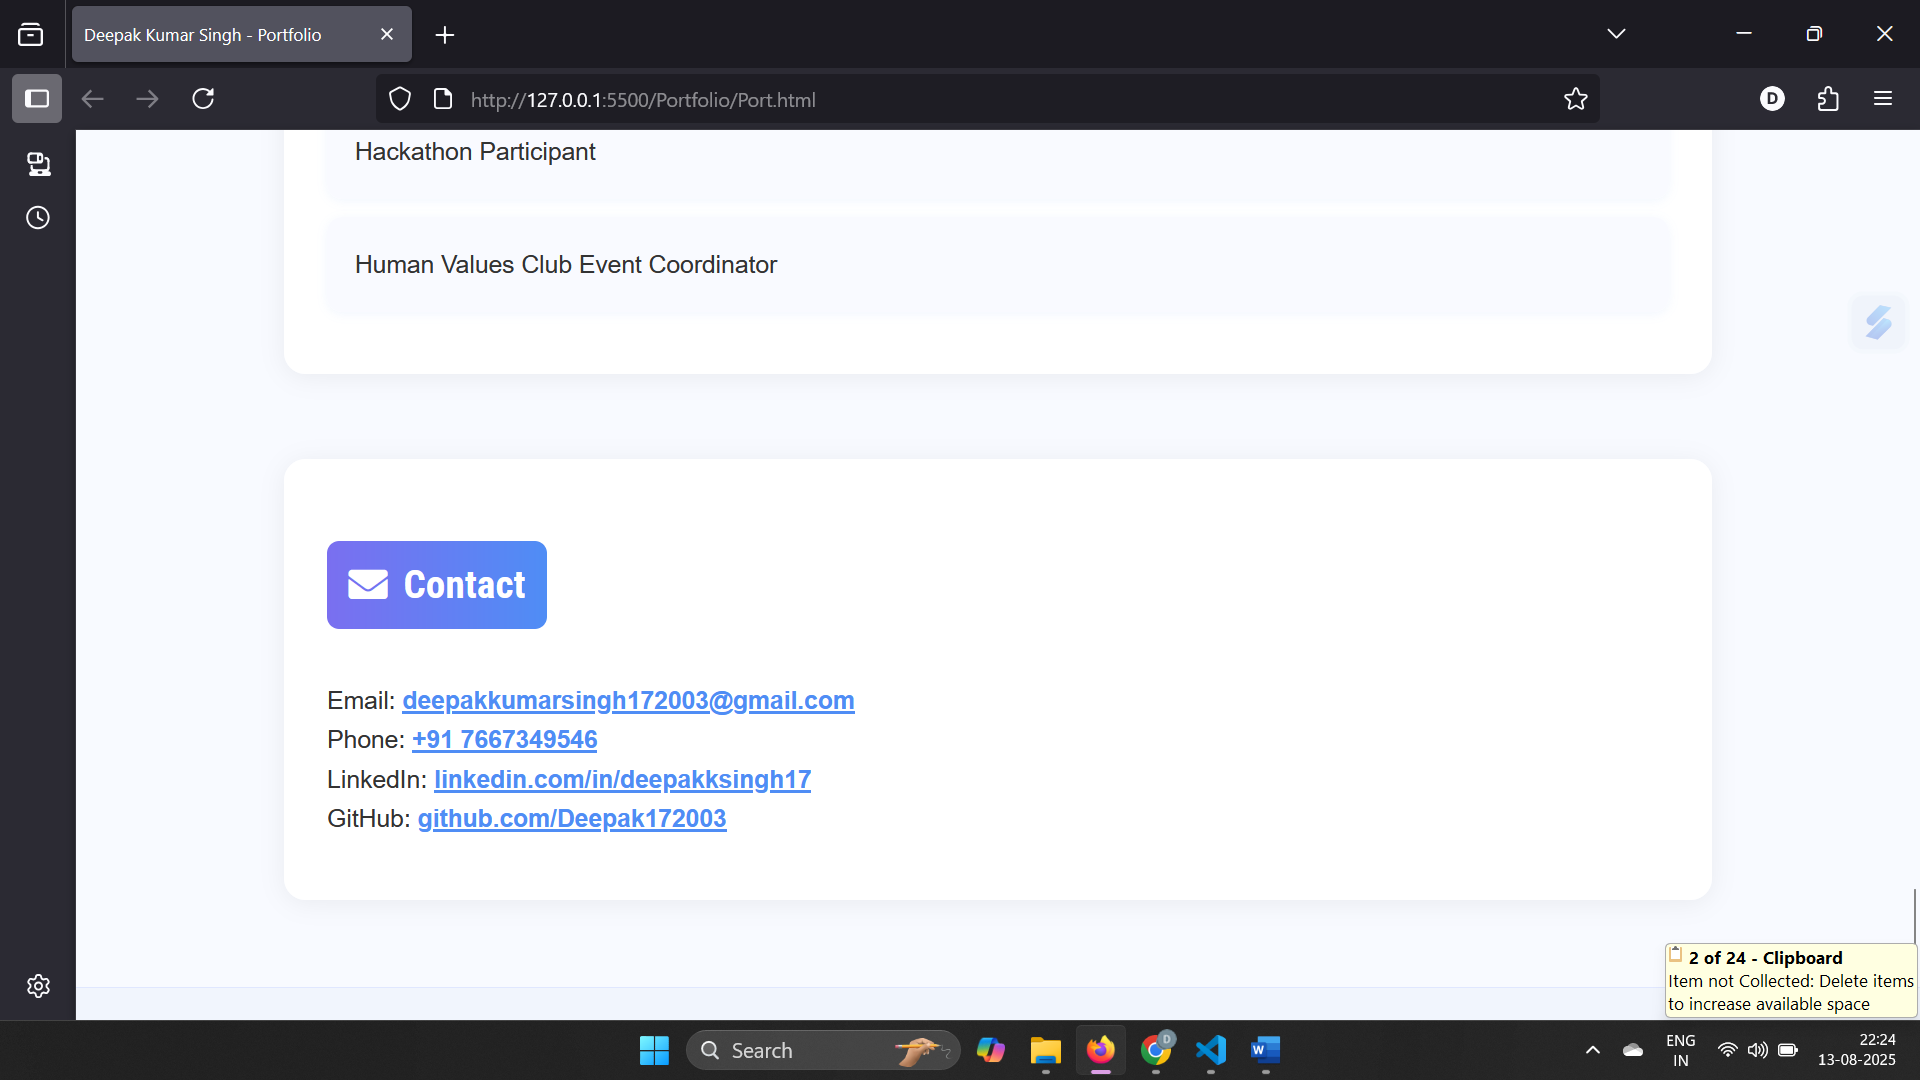 Deepak Kumar Singh - Portfolio
http://127.0.0.1:5500/Portfolio/Port.html
D
Hackathon Participant
Human Values Club Event Coordinator
Contact
Email: deepakkumarsingh172003@gmail.com
Phone: +91 7667349546
LinkedIn: linkedin.com/in/deepakksingh17
GitHub: github.com/Deepak172003
2 of 24 - Clipboard
Item not Collected: Delete items
to increase available space
Search
D
W
ENG
IN
22:24
13-08-2025